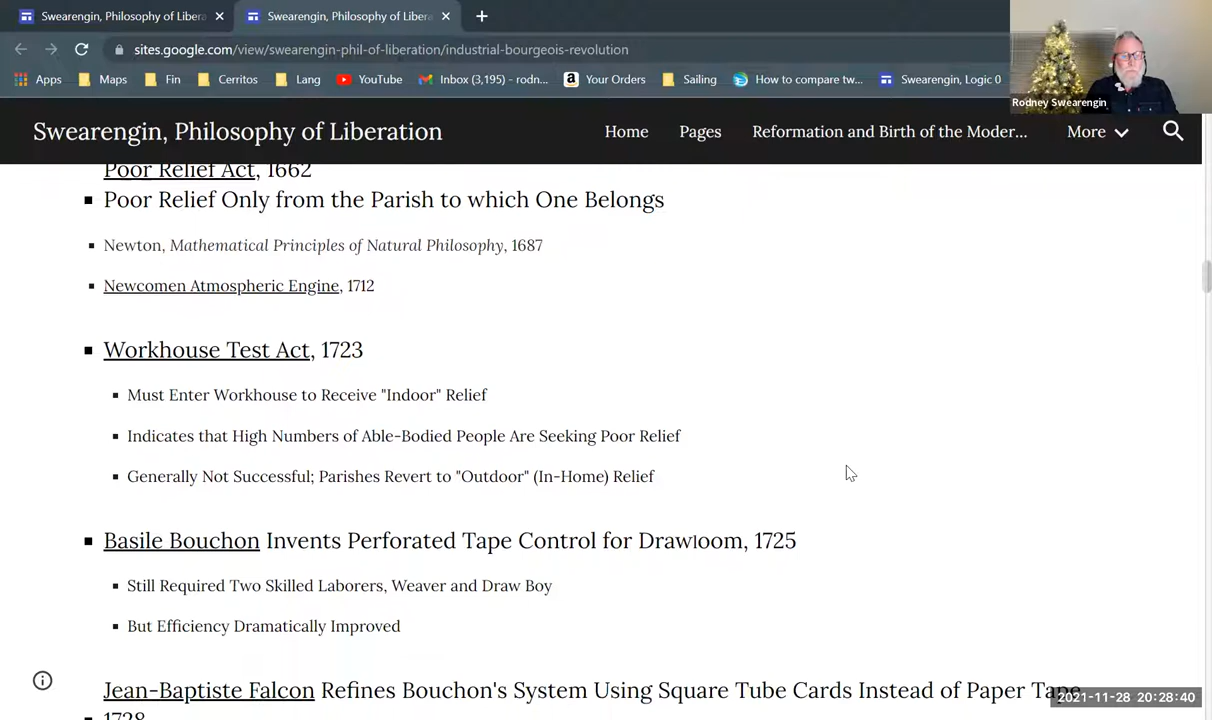 Swearengin, Philosophy of Libera
Swearengin, Philosophy of Libera
sites.google.com/view/swearengin-phil-of-liberation/industrial-bourgeois-revolution
Apps
Maps
Fin
Cerritos
Lang
YouTube
Inbox (3,195) - rodn...
Your Orders
Sailing
How to compare tw...
Swearengin, Logic 0
Rodney Swearengin
Swearengin, Philosophy of Liberation
Home
Pages
Reformation and Birth of the Moder...
More
Poor Relief Act, 1662
Poor Relief Only from the Parish to which One Belongs
Newton, Mathematical Principles of Natural Philosophy, 1687
Newcomen Atmospheric Engine, 1712
Workhouse Test Act, 1723
Must Enter Workhouse to Receive "Indoor" Relief
Indicates that High Numbers of Able-Bodied People Are Seeking Poor Relief
Generally Not Successful; Parishes Revert to "Outdoor" (In-Home) Relief
Basile Bouchon Invents Perforated Tape Control for Drawloom, 1725
Still Required Two Skilled Laborers, Weaver and Draw Boy
But Efficiency Dramatically Improved
Jean-Baptiste Falcon Refines Bouchon's System Using Square Tube Cards Instead of Paper Tape
1728
2021-11-28 20:28:40